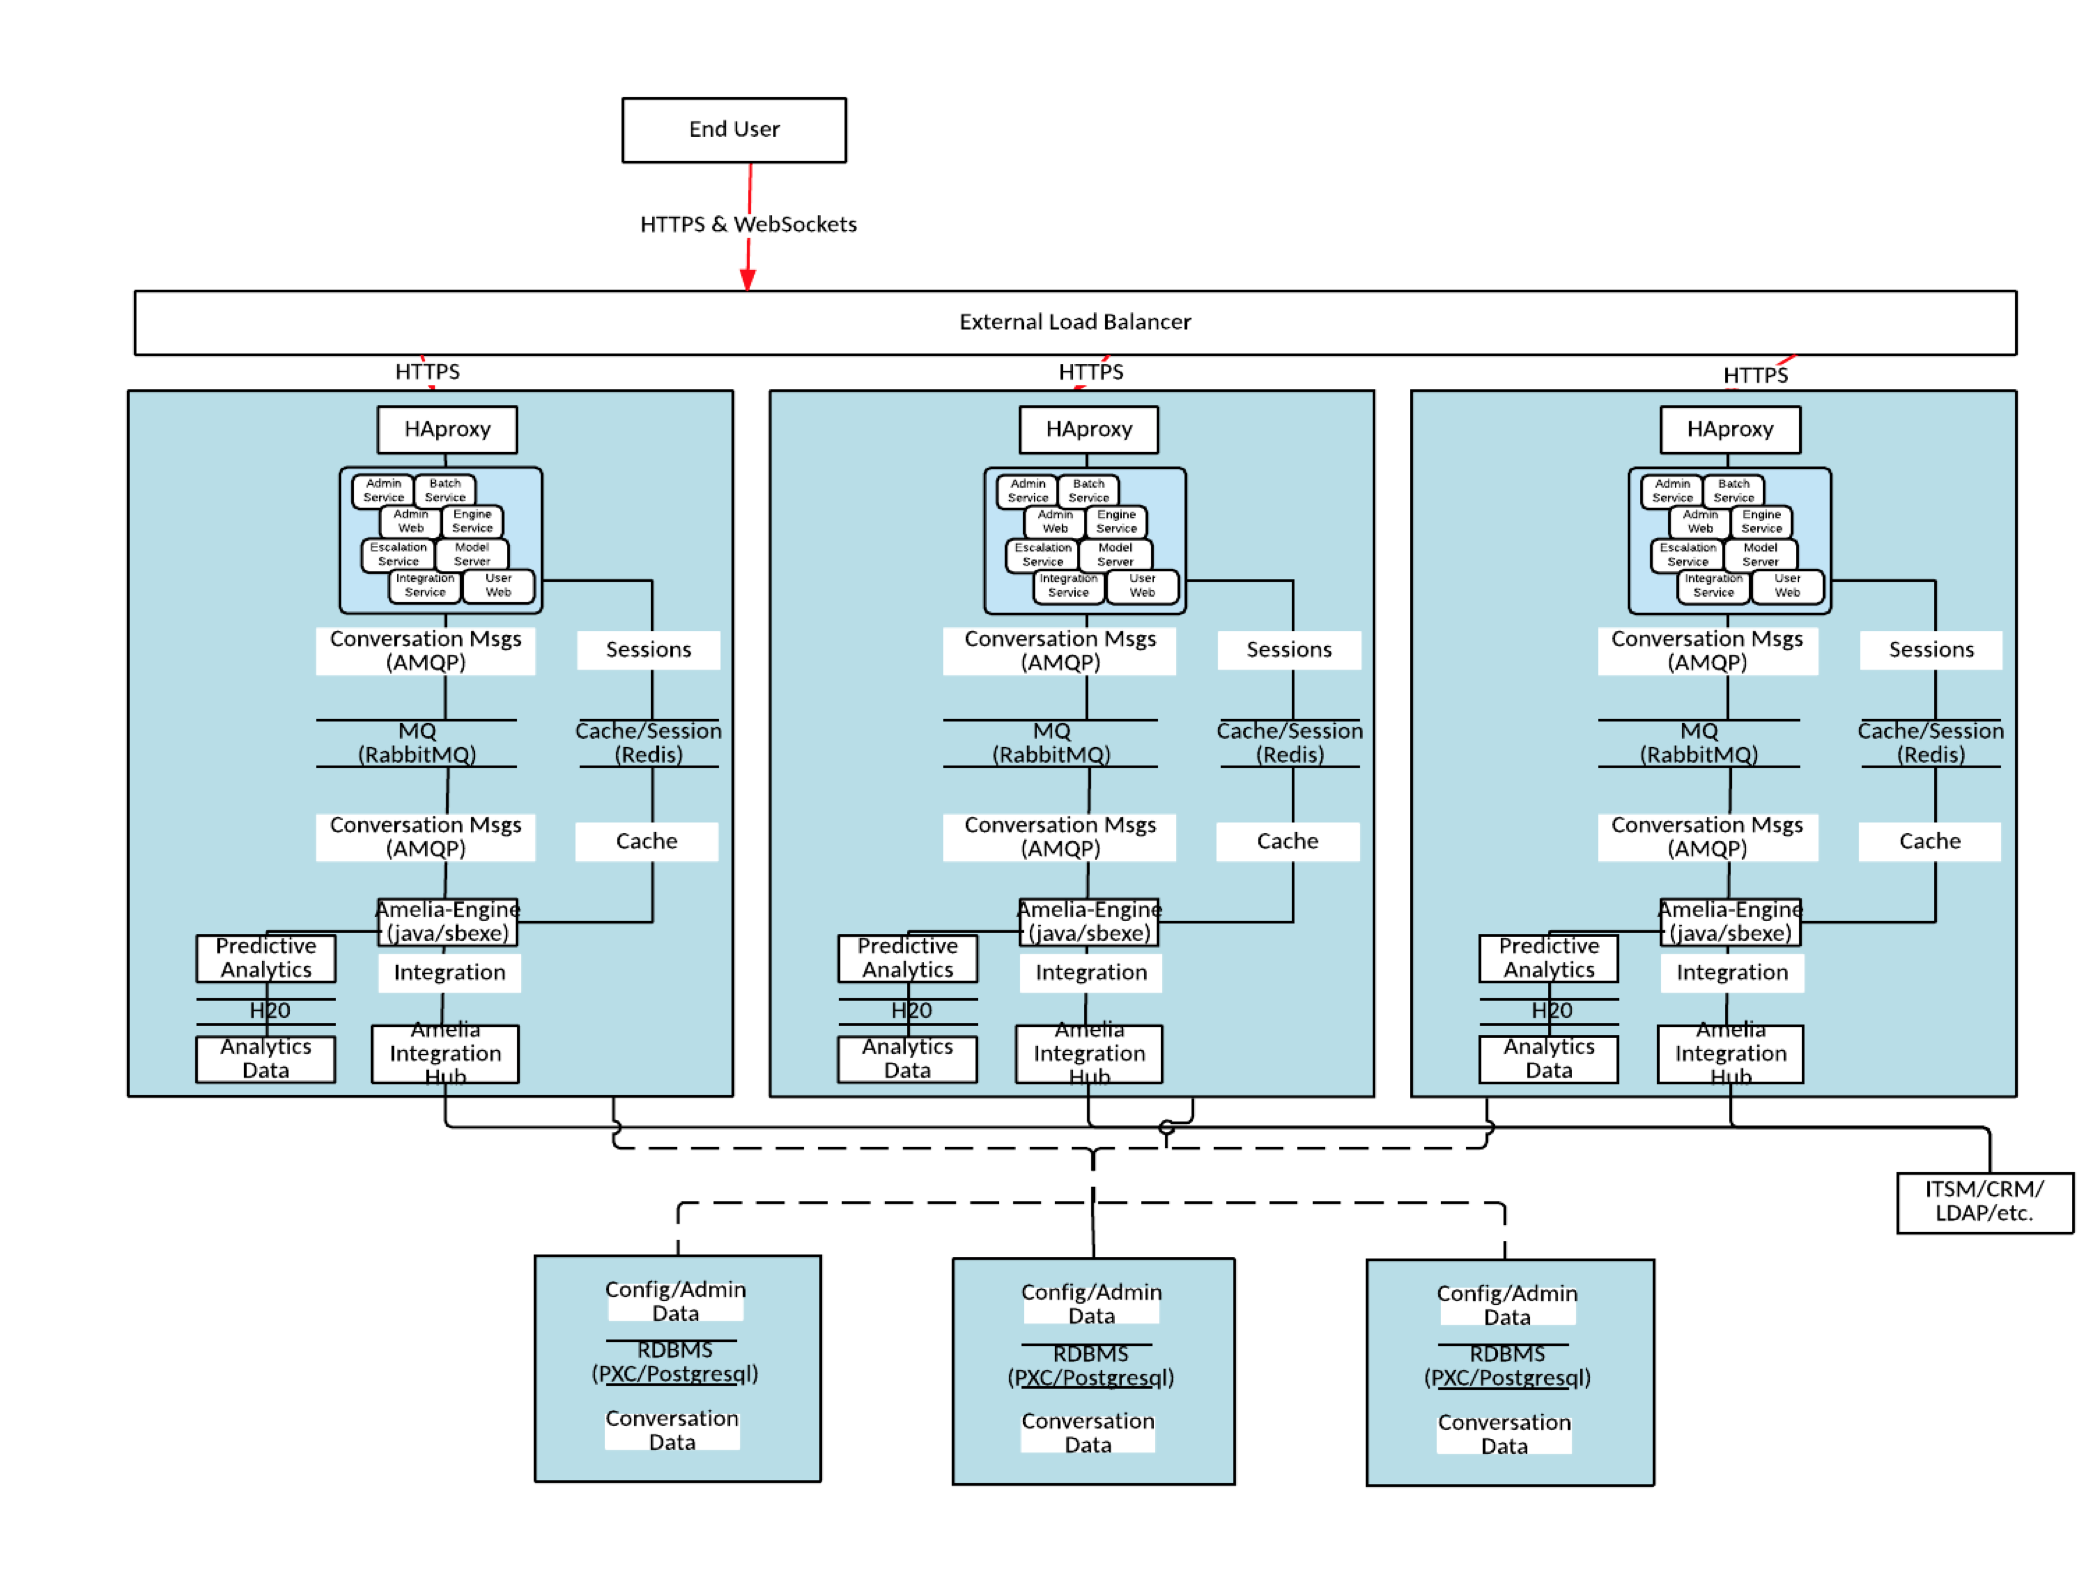 End User
HTTPS & WebSockets
External Load Balancer
HTTPS
HTTPS
HTTPS
HAproxy
Admin
Service
Batch
Service
Admin
Web
Engine
Service
Escalation
Service
Model
Server
Integration
Service
User
Web
Conversation Msgs
(AMQP)
Sessions
MQ
(RabbitMQ)
Cache/Session
(Redis)
Conversation Msgs
(AMQP)
Cache
Amelia-Engine
(java/sbexe)
Predictive
Analytics
Integration
H20
Analytics
Data
Amelia
Integration
Hub
HAproxy
Admin
Service
Batch
Service
Admin
Web
Engine
Service
Escalation
Service
Model
Server
Integration
Service
User
Web
Conversation Msgs
(AMQP)
Sessions
MQ
(RabbitMQ)
Cache/Session
(Redis)
Conversation Msgs
(AMQP)
Cache
Amelia-Engine
(java/sbexe)
Predictive
Analytics
Integration
H20
Analytics
Data
Amelia
Integration
Hub
HAproxy
Admin
Service
Batch
Service
Admin
Web
Engine
Service
Escalation
Service
Model
Server
Integration
Service
User
Web
Conversation Msgs
(AMQP)
Sessions
MQ
(RabbitMQ)
Cache/Session
(Redis)
Conversation Msgs
(AMQP)
Cache
Amelia-Engine
(java/sbexe)
Predictive
Analytics
Integration
H20
Analytics
Data
Amelia
Integration
Hub
ITSM/CRM/
LDAP/etc.
Config/Admin
Data
RDBMS
(PXC/Postgresql)
Conversation
Data
Config/Admin
Data
RDBMS
(PXC/Postgresql)
Conversation
Data
Config/Admin
Data
RDBMS
(PXC/Postgresql)
Conversation
Data